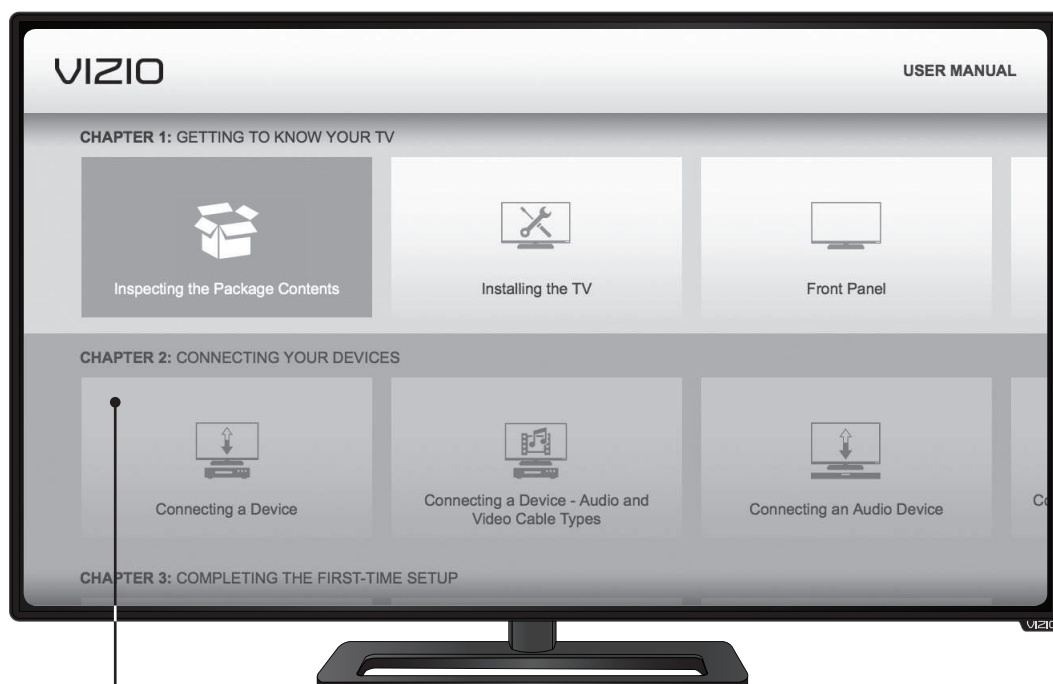 VIZIO
USER MANUAL
CHAPTER 1: GETTING TO KNOW YOUR TV
Inspecting the Package Contents
Installing the TV
Front Panel
CHAPTER 2: CONNECTING YOUR DEVICES
Connecting a Device
Connecting a Device - Audio and
Video Cable Types
Connecting an Audio Device
CHAPTER 3: COMPLETING THE FIRST-TIME SETUP
VIZIO